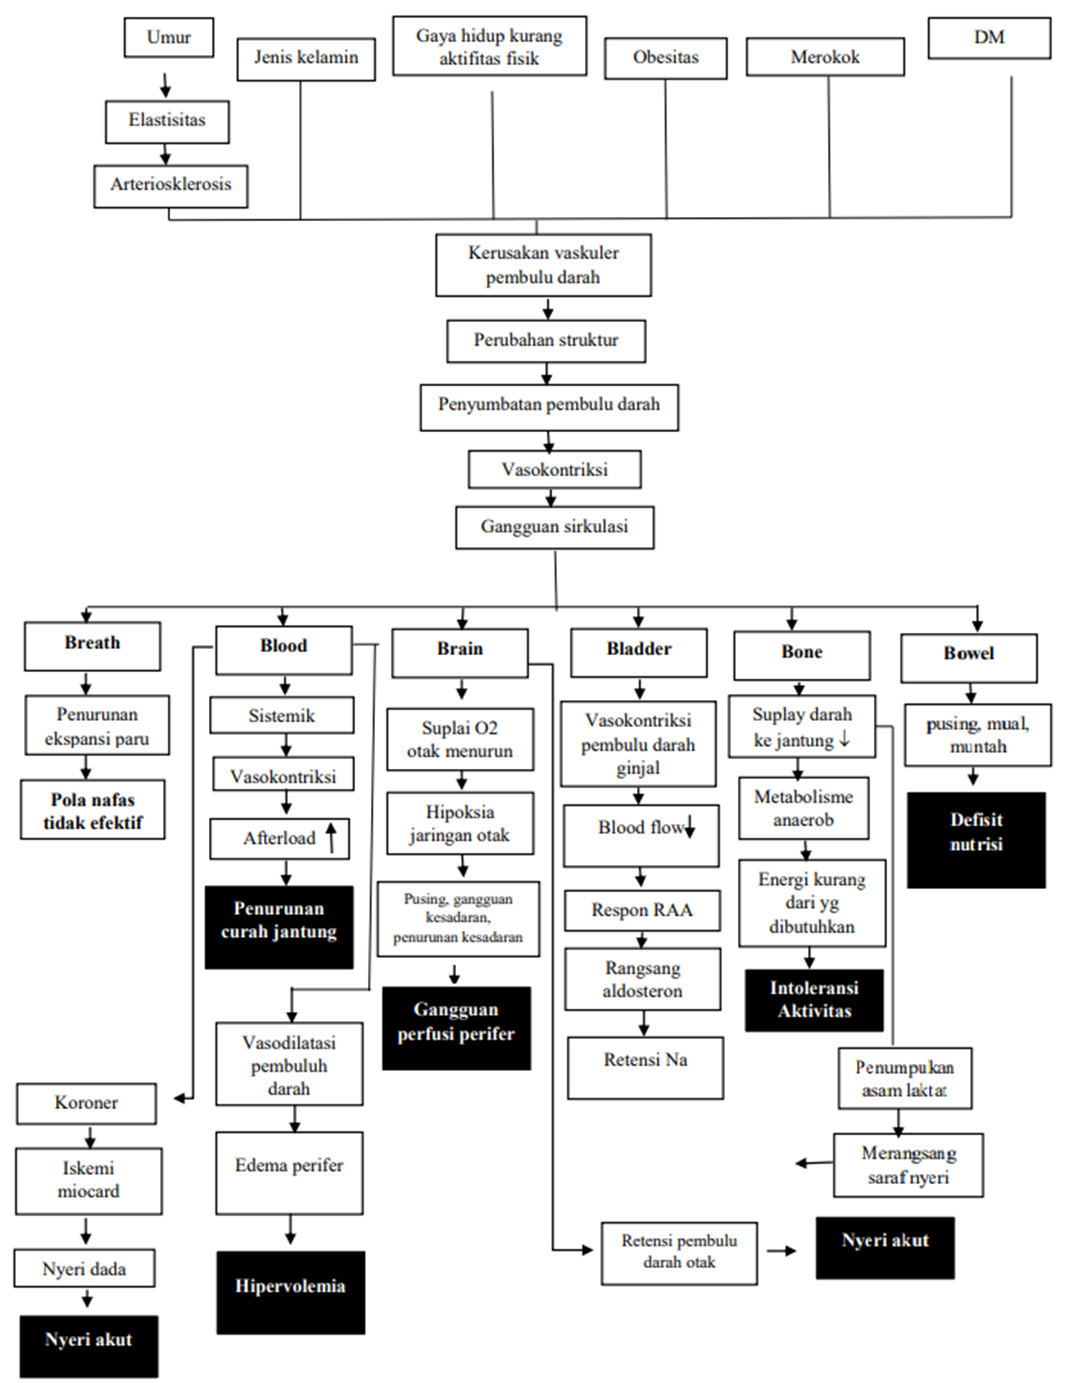 Umur
Jenis kelamin
Gaya hidup kurang
aktifitas fisik
Obesitas
Merokok
DM
Elastisitas
Arteriosklerosis
Kerusakan vaskuler
pembulu darah
Perubahan struktur
Penyumbatan pembulu darah
Vasokontriksi
Gangguan sirkulasi
Breath
Penurunan
ekspansi paru
Pola nafas
tidak efektif
Blood
Sistemik
Vasokontriksi
Afterload ↑
Penurunan
curah jantung
Vasodilatasi
pembuluh
darah
Edema perifer
Hipervolemia
Koroner
Iskemi
miocard
Nyeri dada
Nyeri akut
Brain
Suplai O2
otak menurun
Hipoksia
jaringan otak
Pusing, gangguan
kesadaran,
penurunan kesadaran
Gangguan
perfusi perifer
Retensi pembulu
darah otak
Nyeri akut
Bladder
Vasokontriksi
pembulu darah
ginjal
Blood flow↓
Respon RAA
Rangsang
aldosteron
Retensi Na
Bone
Suplay darah
ke jantung ↓
Metabolisme
anaerob
Energi kurang
dari yg
dibutuhkan
Intoleransi
Aktivitas
Penumpukan
asam laktat
Merangsang
saraf nyeri
Bowel
pusing, mual,
muntah
Defisit
nutrisi